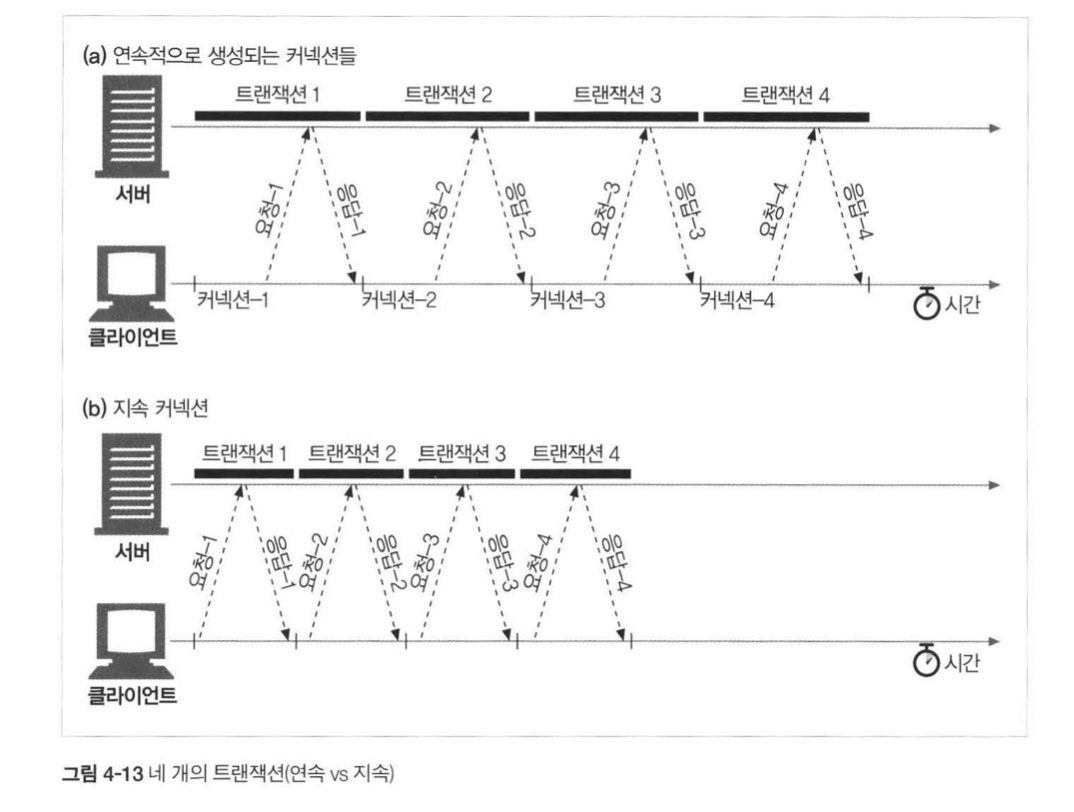 (a) 연속적으로 생성되는 커넥션들
트랜잭션 1 트랜잭션 2 트랜잭션 3 트랜잭션 4
서버
요청-1 응답-1 요청-2 응답-2 요청-3 응답-3 요청-4 응답-4
커넥션-1 커넥션-2 커넥션-3 커넥션-4
시간
클라이언트
(b) 지속 커넥션
트랜잭션 1 트랜잭션 2 트랜잭션 3 트랜잭션 4
서버
요청-1 응답-1 요청-2 응답-2 요청-3 응답-3 요청-4 응답-4
시간
클라이언트
그림 4-13 네 개의 트랜잭션(연속 vs 지속)